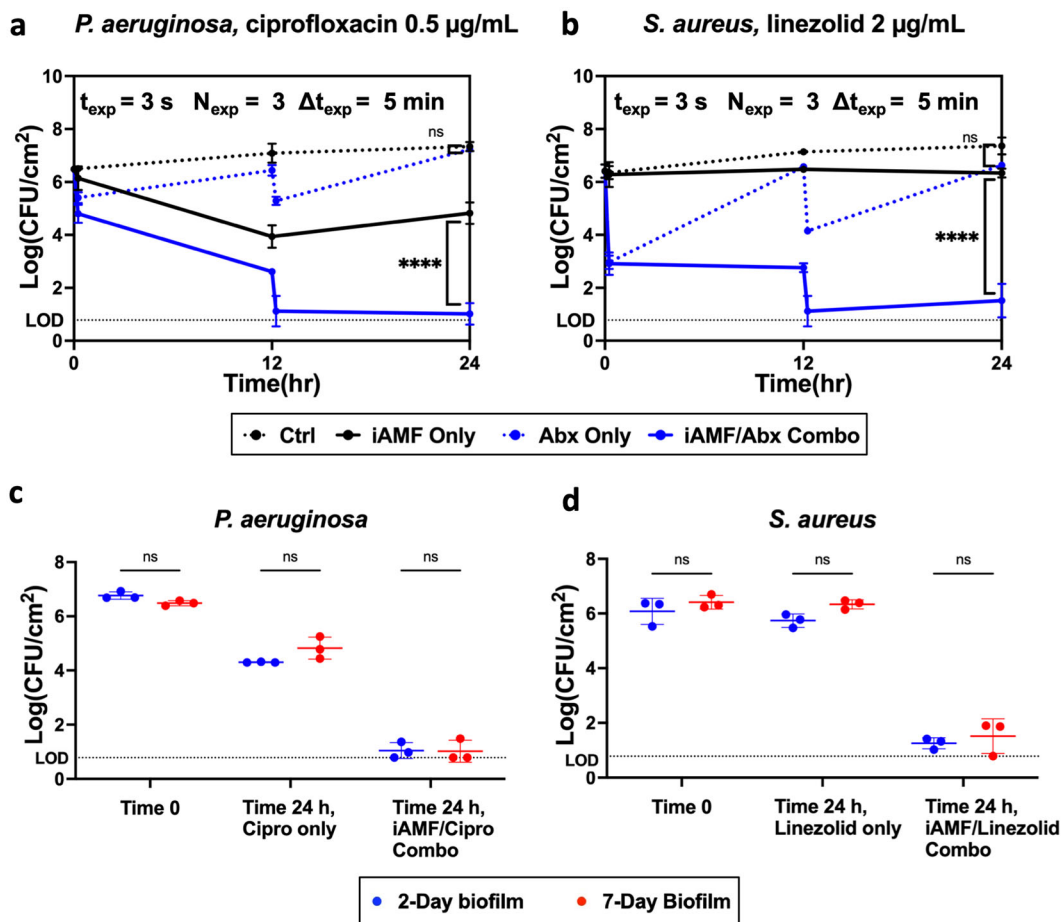 a
P. aeruginosa, ciprofloxacin 0.5 µg/mL
texp = 3 s Nexp = 3 Δtexp = 5 min
ns
****
Log(CFU/cm²)
10
8
6
4
2
0
LOD
0
12
24
Time(hr)
b
S. aureus, linezolid 2 µg/mL
texp = 3 s Nexp = 3 Δtexp = 5 min
ns
****
Log(CFU/cm²)
10
8
6
4
2
0
LOD
0
12
24
Time(hr)
Ctrl
iAMF Only
Abx Only
iAMF/Abx Combo
c
P. aeruginosa
ns
ns
ns
Log(CFU/cm²)
8
6
4
2
0
LOD
Time 0
Time 24 h,
Cipro only
Time 24 h,
iAMF/Cipro
Combo
d
S. aureus
ns
ns
ns
Log(CFU/cm²)
8
6
4
2
0
LOD
Time 0
Time 24 h,
Linezolid only
Time 24 h,
iAMF/Linezolid
Combo
2-Day biofilm
7-Day Biofilm